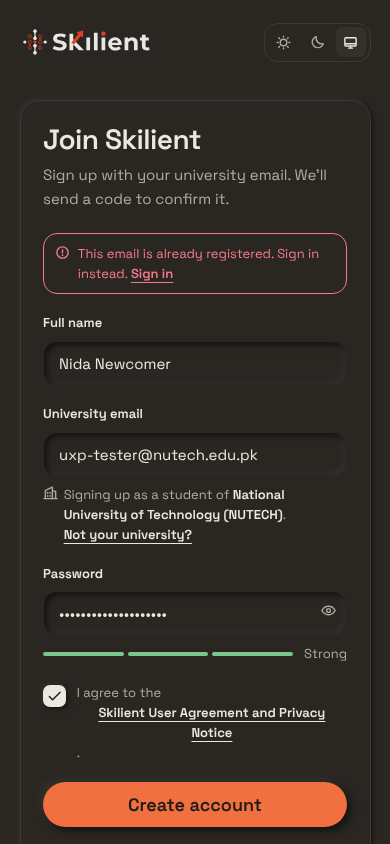 Skilient
Join Skilient
Sign up with your university email. We'll
send a code to confirm it.
This email is already registered. Sign in
instead. Sign in
Full name
Nida Newcomer
University email
uxp-tester@nutech.edu.pk
Signing up as a student of National
University of Technology (NUTECH).
Not your university?
Password
••••••••••••••••••••
Strong
I agree to the
Skilient User Agreement and Privacy
Notice
.
Create account